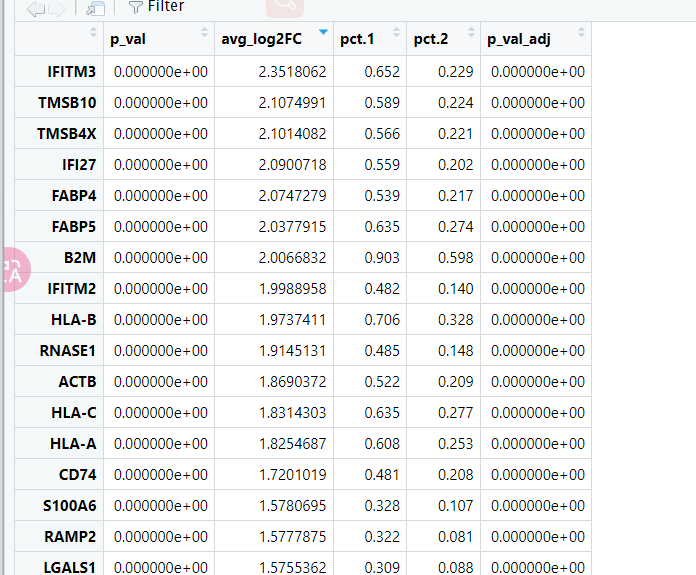 Filter
p_val avg_log2FC pct.1 pct.2 p_val_adj
IFITM3 0.000000e+00 2.3518062 0.652 0.229 0.000000e+00
TMSB10 0.000000e+00 2.1074991 0.589 0.224 0.000000e+00
TMSB4X 0.000000e+00 2.1014082 0.566 0.221 0.000000e+00
IFI27 0.000000e+00 2.0900718 0.559 0.202 0.000000e+00
FABP4 0.000000e+00 2.0747279 0.539 0.217 0.000000e+00
FABP5 0.000000e+00 2.0377915 0.635 0.274 0.000000e+00
B2M 0.000000e+00 2.0066832 0.903 0.598 0.000000e+00
IFITM2 0.000000e+00 1.9988958 0.482 0.140 0.000000e+00
HLA-B 0.000000e+00 1.9737411 0.706 0.328 0.000000e+00
RNASE1 0.000000e+00 1.9145131 0.485 0.148 0.000000e+00
ACTB 0.000000e+00 1.8690372 0.522 0.209 0.000000e+00
HLA-C 0.000000e+00 1.8314303 0.635 0.277 0.000000e+00
HLA-A 0.000000e+00 1.8254687 0.608 0.253 0.000000e+00
CD74 0.000000e+00 1.7201019 0.481 0.208 0.000000e+00
S100A6 0.000000e+00 1.5780695 0.328 0.107 0.000000e+00
RAMP2 0.000000e+00 1.5777875 0.322 0.081 0.000000e+00
LGALS1 0.000000e+00 1.5755362 0.309 0.088 0.000000e+00